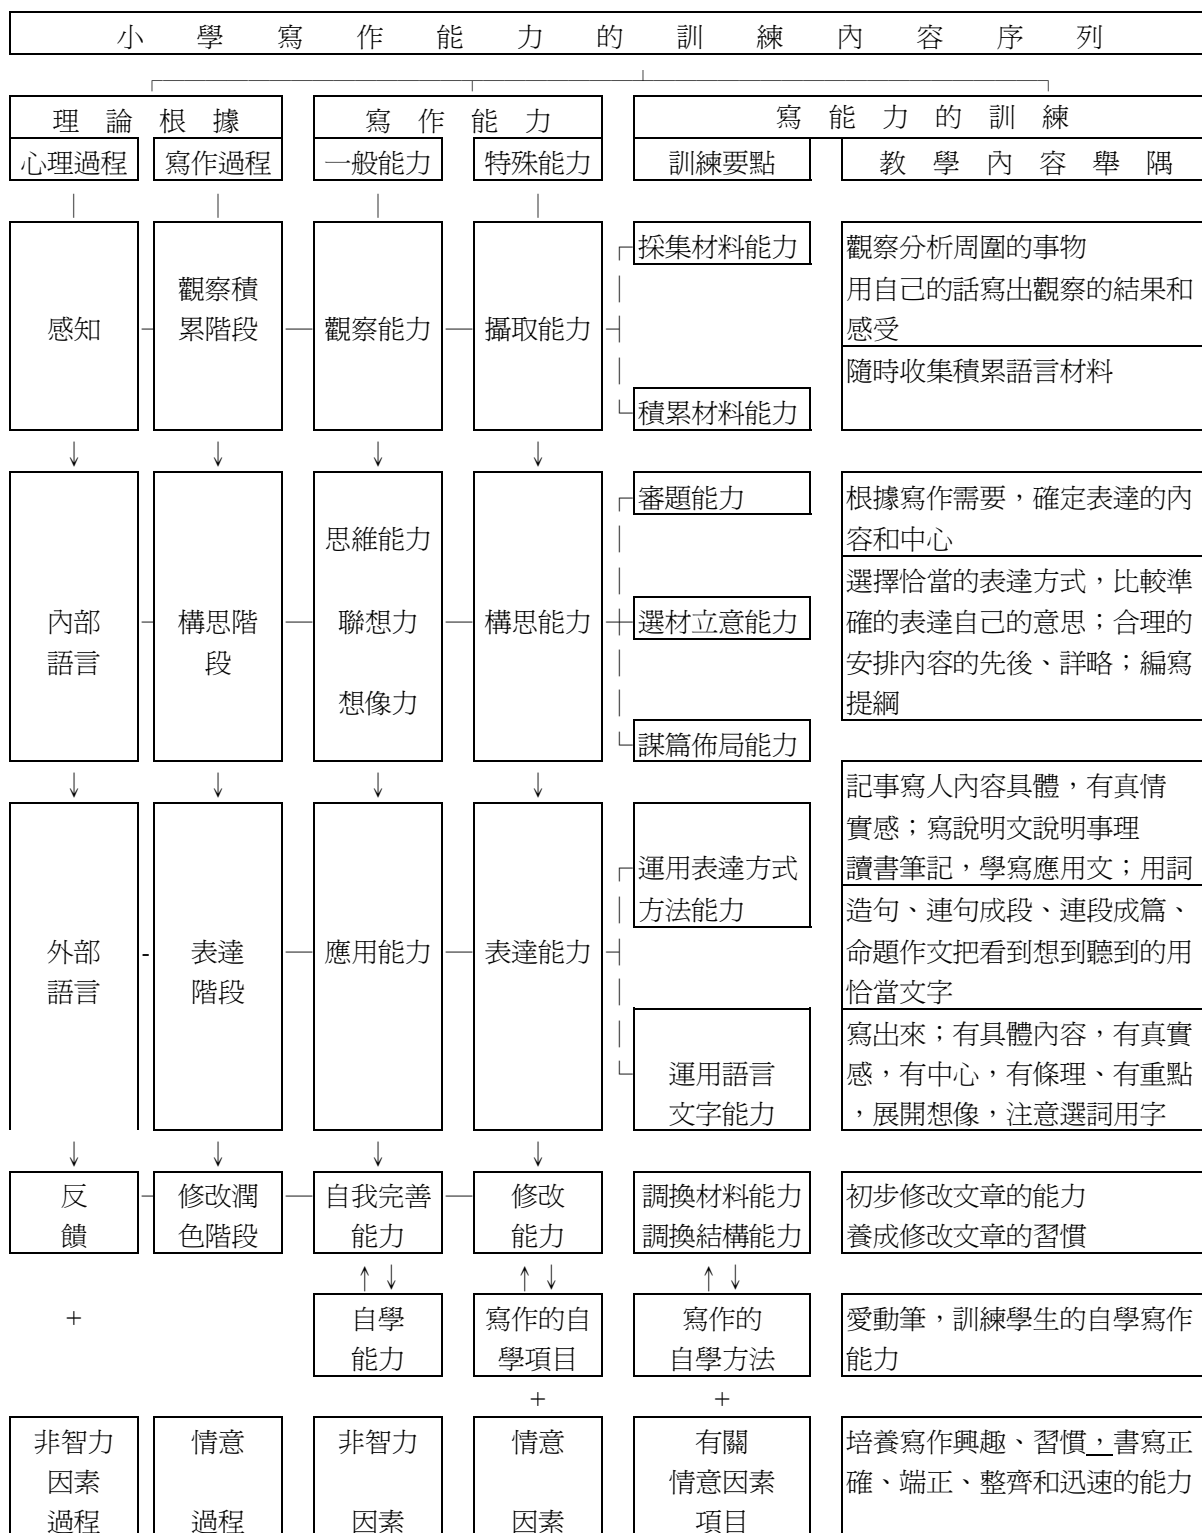 小學寫作能力的訓練內容序列
理論根據
寫作能力
寫能力的訓練
心理過程
寫作過程
一般能力
特殊能力
訓練要點
教學內容舉隅
感知
觀察積
累階段
觀察能力
攝取能力
採集材料能力
積累材料能力
觀察分析周圍的事物
用自己的話寫出觀察的結果和
感受
隨時收集積累語言材料
內部
語言
構思階
段
思維能力
聯想力
想像力
構思能力
審題能力
選材立意能力
謀篇佈局能力
根據寫作需要，確定表達的內
容和中心
選擇恰當的表達方式，比較準
確的表達自己的意思；合理的
安排內容的先後、詳略；編寫
提綱
外部
語言
表達
階段
應用能力
表達能力
運用表達方式
方法能力
運用語言
文字能力
記事寫人內容具體，有真情
實感；寫說明文說明事理
讀書筆記，學寫應用文；用詞
造句、連句成段、連段成篇、
命題作文把看到想到聽到的用
恰當文字
寫出來；有具體內容，有真實
感，有中心，有條理、有重點
，展開想像，注意選詞用字
反
饋
修改潤
色階段
自我完善
能力
修改
能力
調換材料能力
調換結構能力
初步修改文章的能力
養成修改文章的習慣
+
自學
能力
寫作的自
學項目
寫作的
自學方法
愛動筆，訓練學生的自學寫作
能力
+
+
非智力
因素
過程
情意
過程
非智力
因素
情意
因素
有關
情意因素
項目
培養寫作興趣、習慣，書寫正
確、端正、整齊和迅速的能力